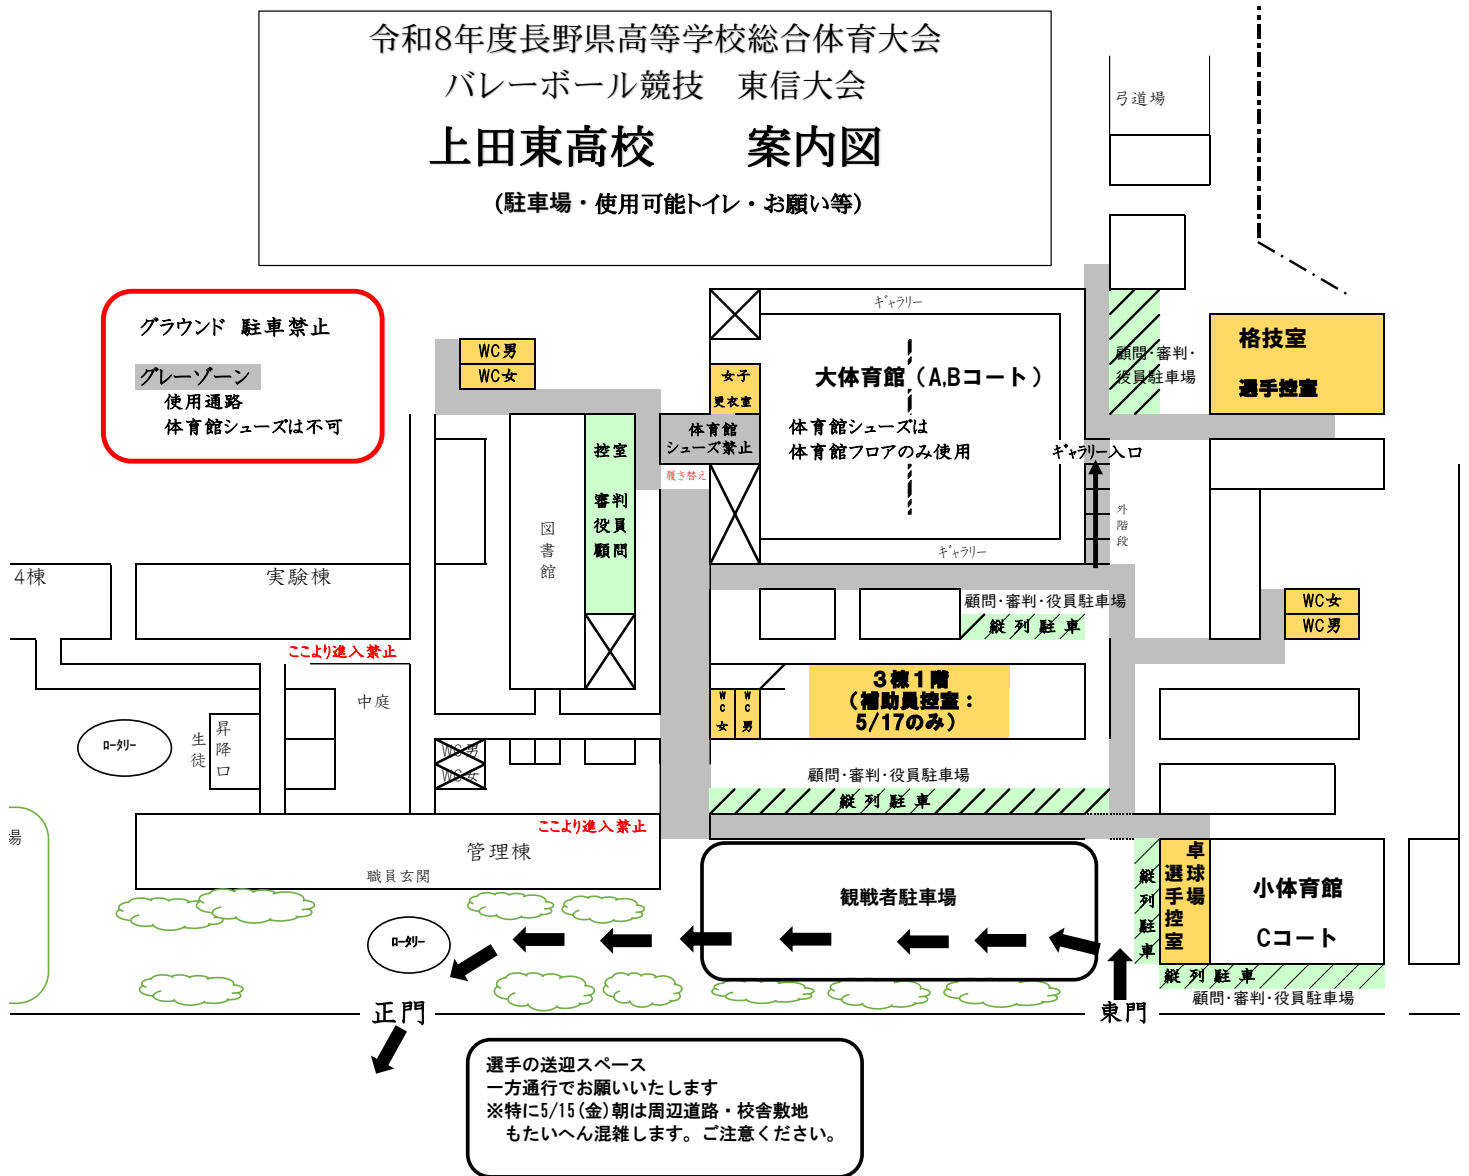 令和8年度長野県高等学校総合体育大会
バレーボール競技　東信大会
上田東高校　　案内図
(駐車場・使用可能トイレ・お願い等)
弓道場
グラウンド 駐車禁止
グレーゾーン
使用通路
体育館シューズは不可
WC男
WC女
ギャラリー
女子
更衣室
大体育館（A,Bコート）
体育館シューズは
体育館フロアのみ使用
体育館
シューズ禁止
履き替え
顧問・審判・
役員駐車場
格技室
選手控室
ギャラリー入口
外階段
ギャラリー
控室
審判
役員
顧問
図書館
4棟
実験棟
ここより進入禁止
中庭
ロータリー
生徒
昇降口
WC男
WC女
顧問・審判・役員駐車場
縦列駐車
WC女
WC男
3棟1階
（補助員控室：
5/17のみ）
WC女
WC男
顧問・審判・役員駐車場
縦列駐車
ここより進入禁止
管理棟
職員玄関
場
観戦者駐車場
縦列駐車
卓球場
選手控室
小体育館
Cコート
縦列駐車
顧問・審判・役員駐車場
ロータリー
正門
東門
選手の送迎スペース
一方通行でお願いいたします
※特に5/15(金)朝は周辺道路・校舎敷地
もたいへん混雑します。ご注意ください。